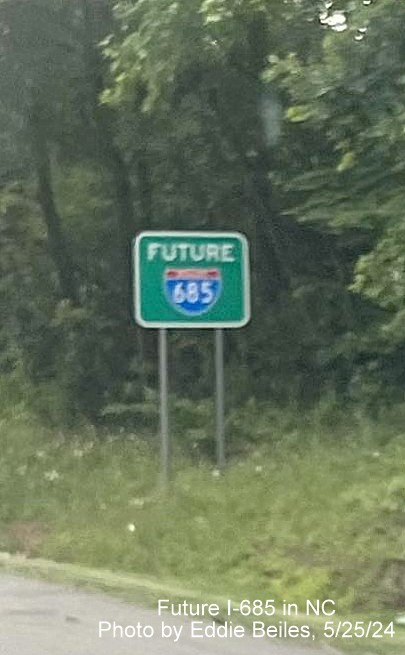 FUTURE
685
Future I-685 in NC
Photo by Eddie Beiles, 5/25/24